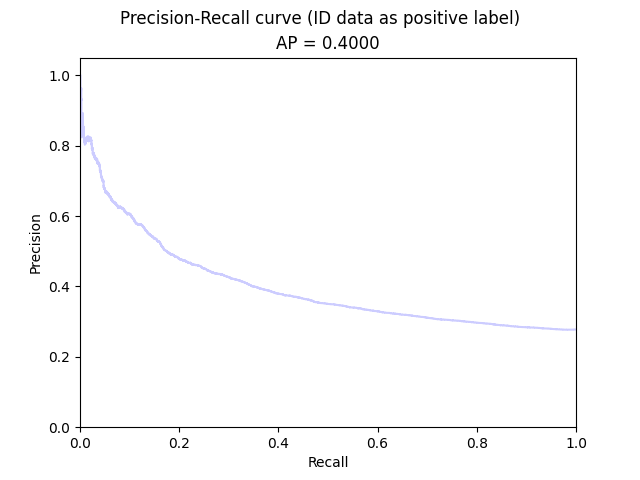 Precision-Recall curve (ID data as positive label)
AP = 0.4000
1.0
0.8
0.6
0.4
0.2
0.0
Precision
0.0 0.2 0.4 0.6 0.8 1.0
Recall